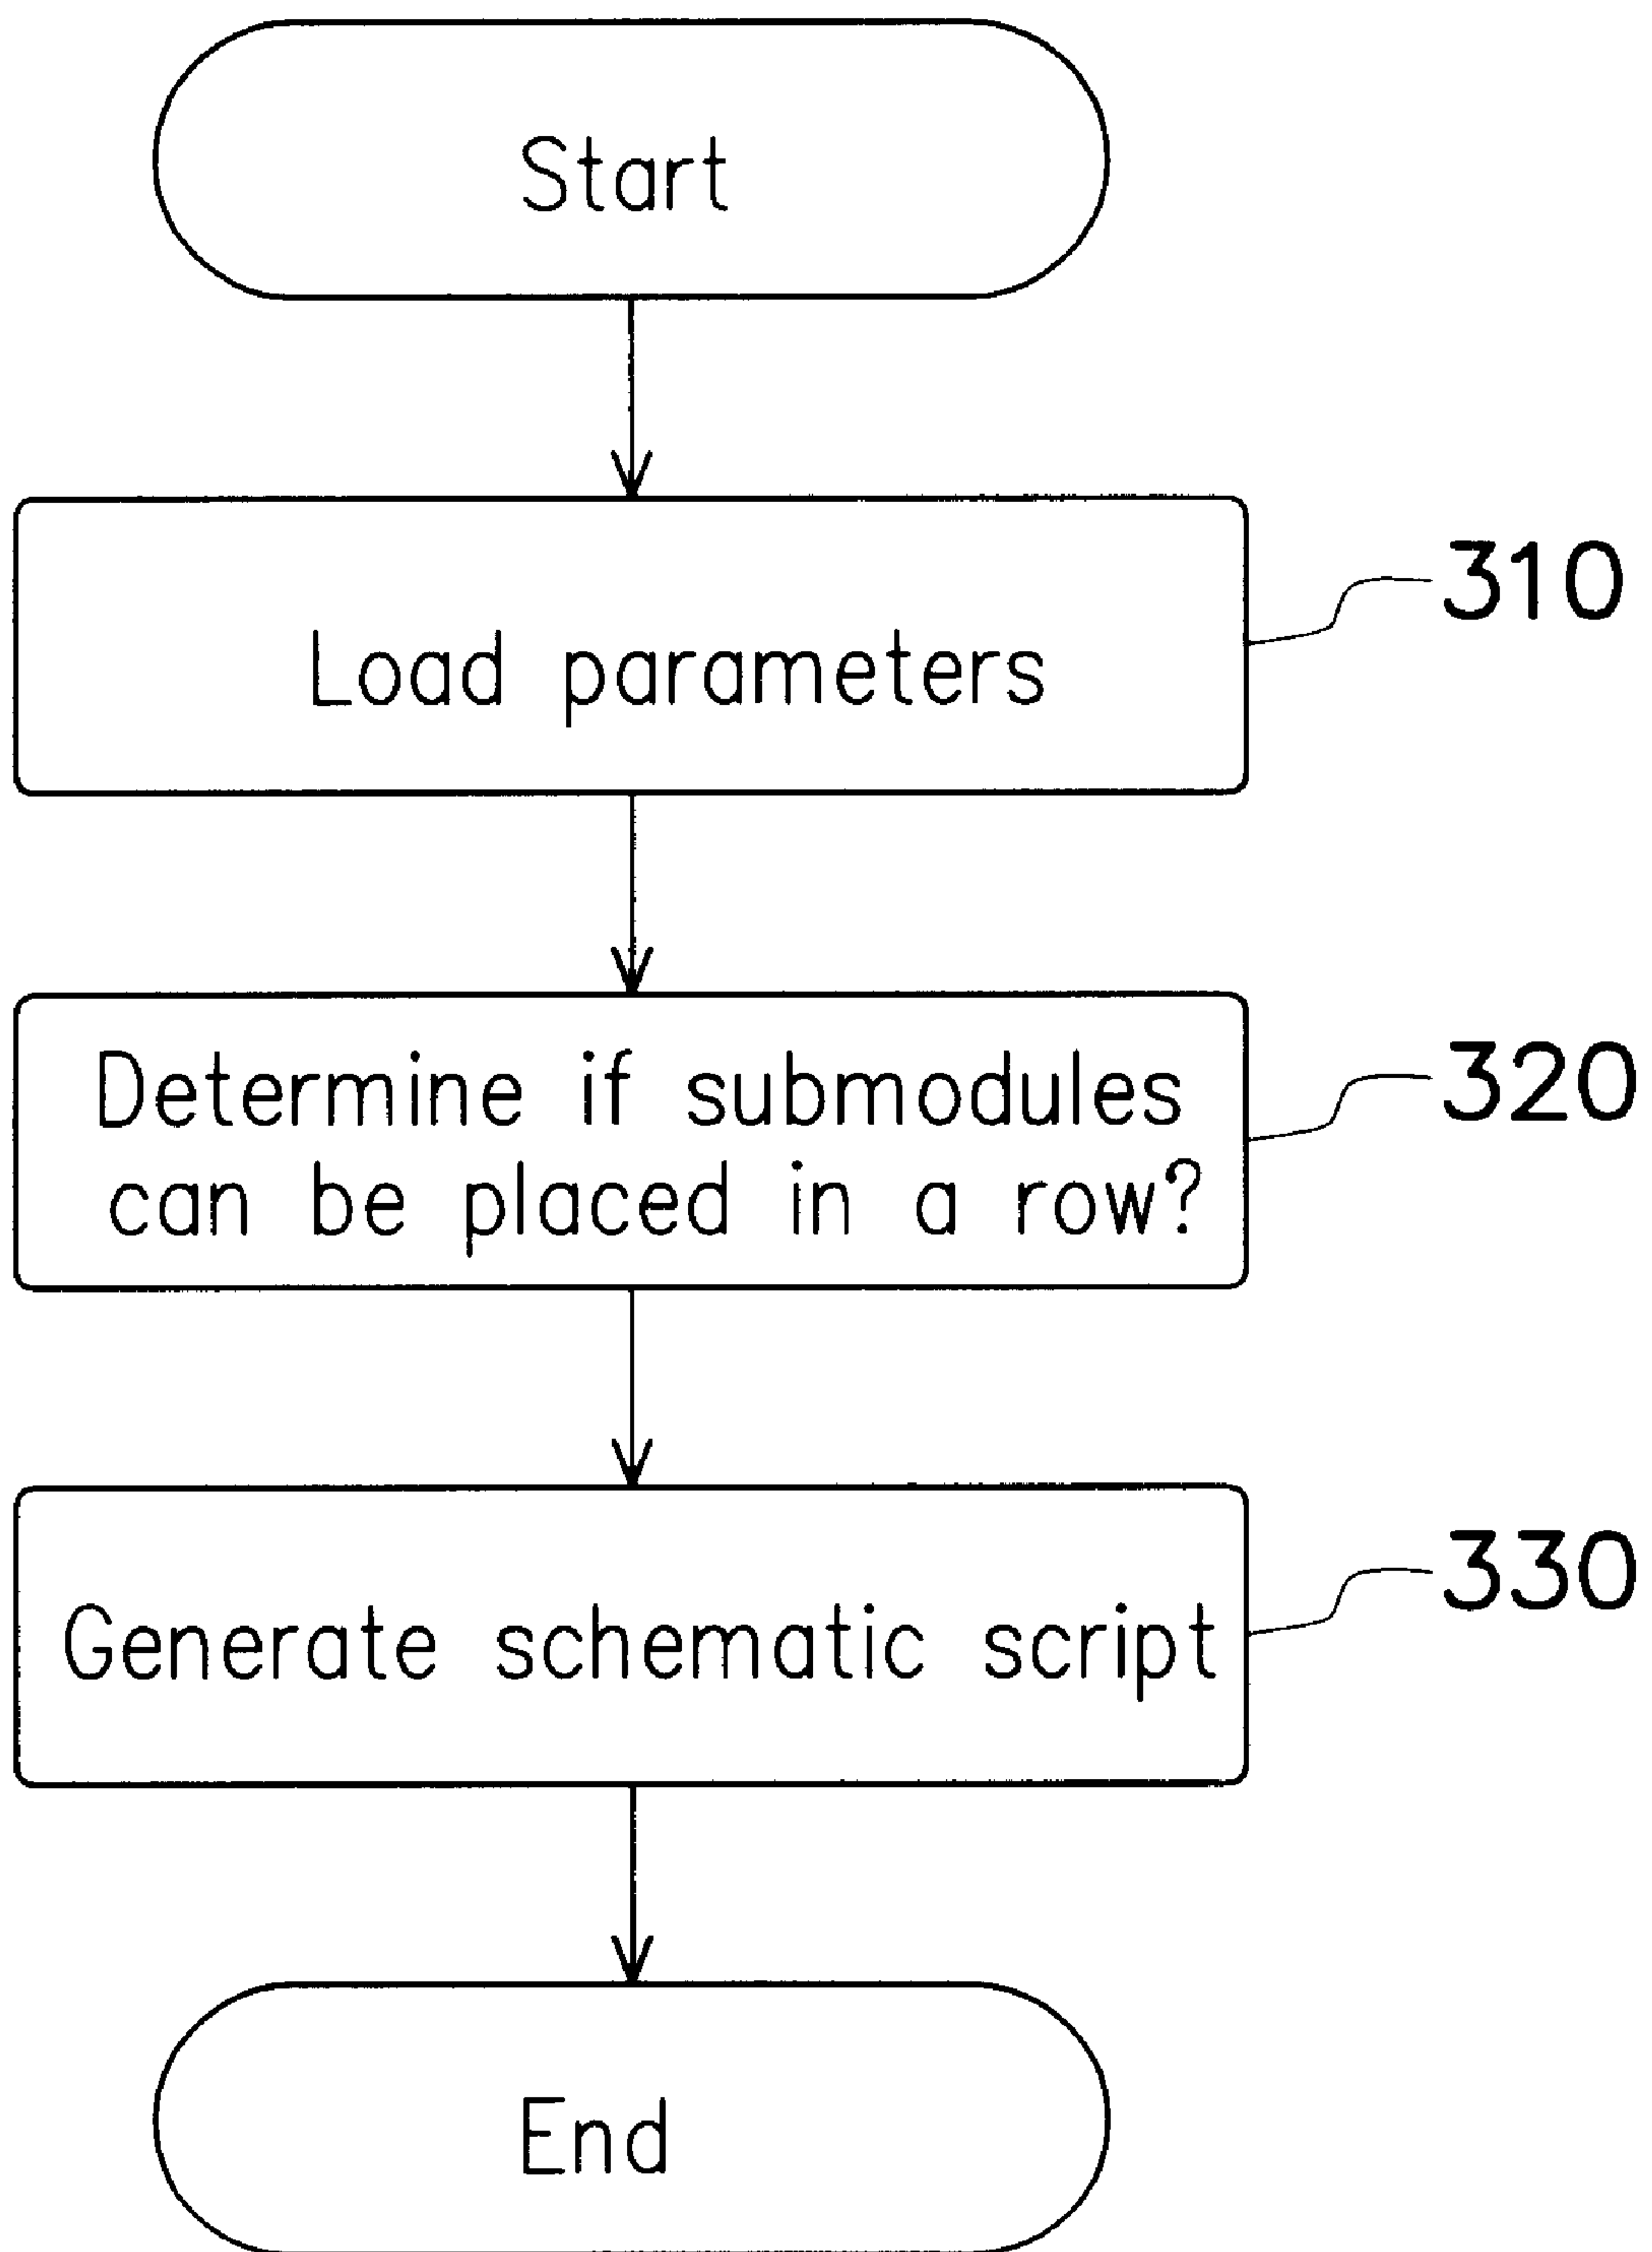 Start
Load parameters
310
Determine if submodules
can be placed in a row?
320
Generate schematic script
330
End